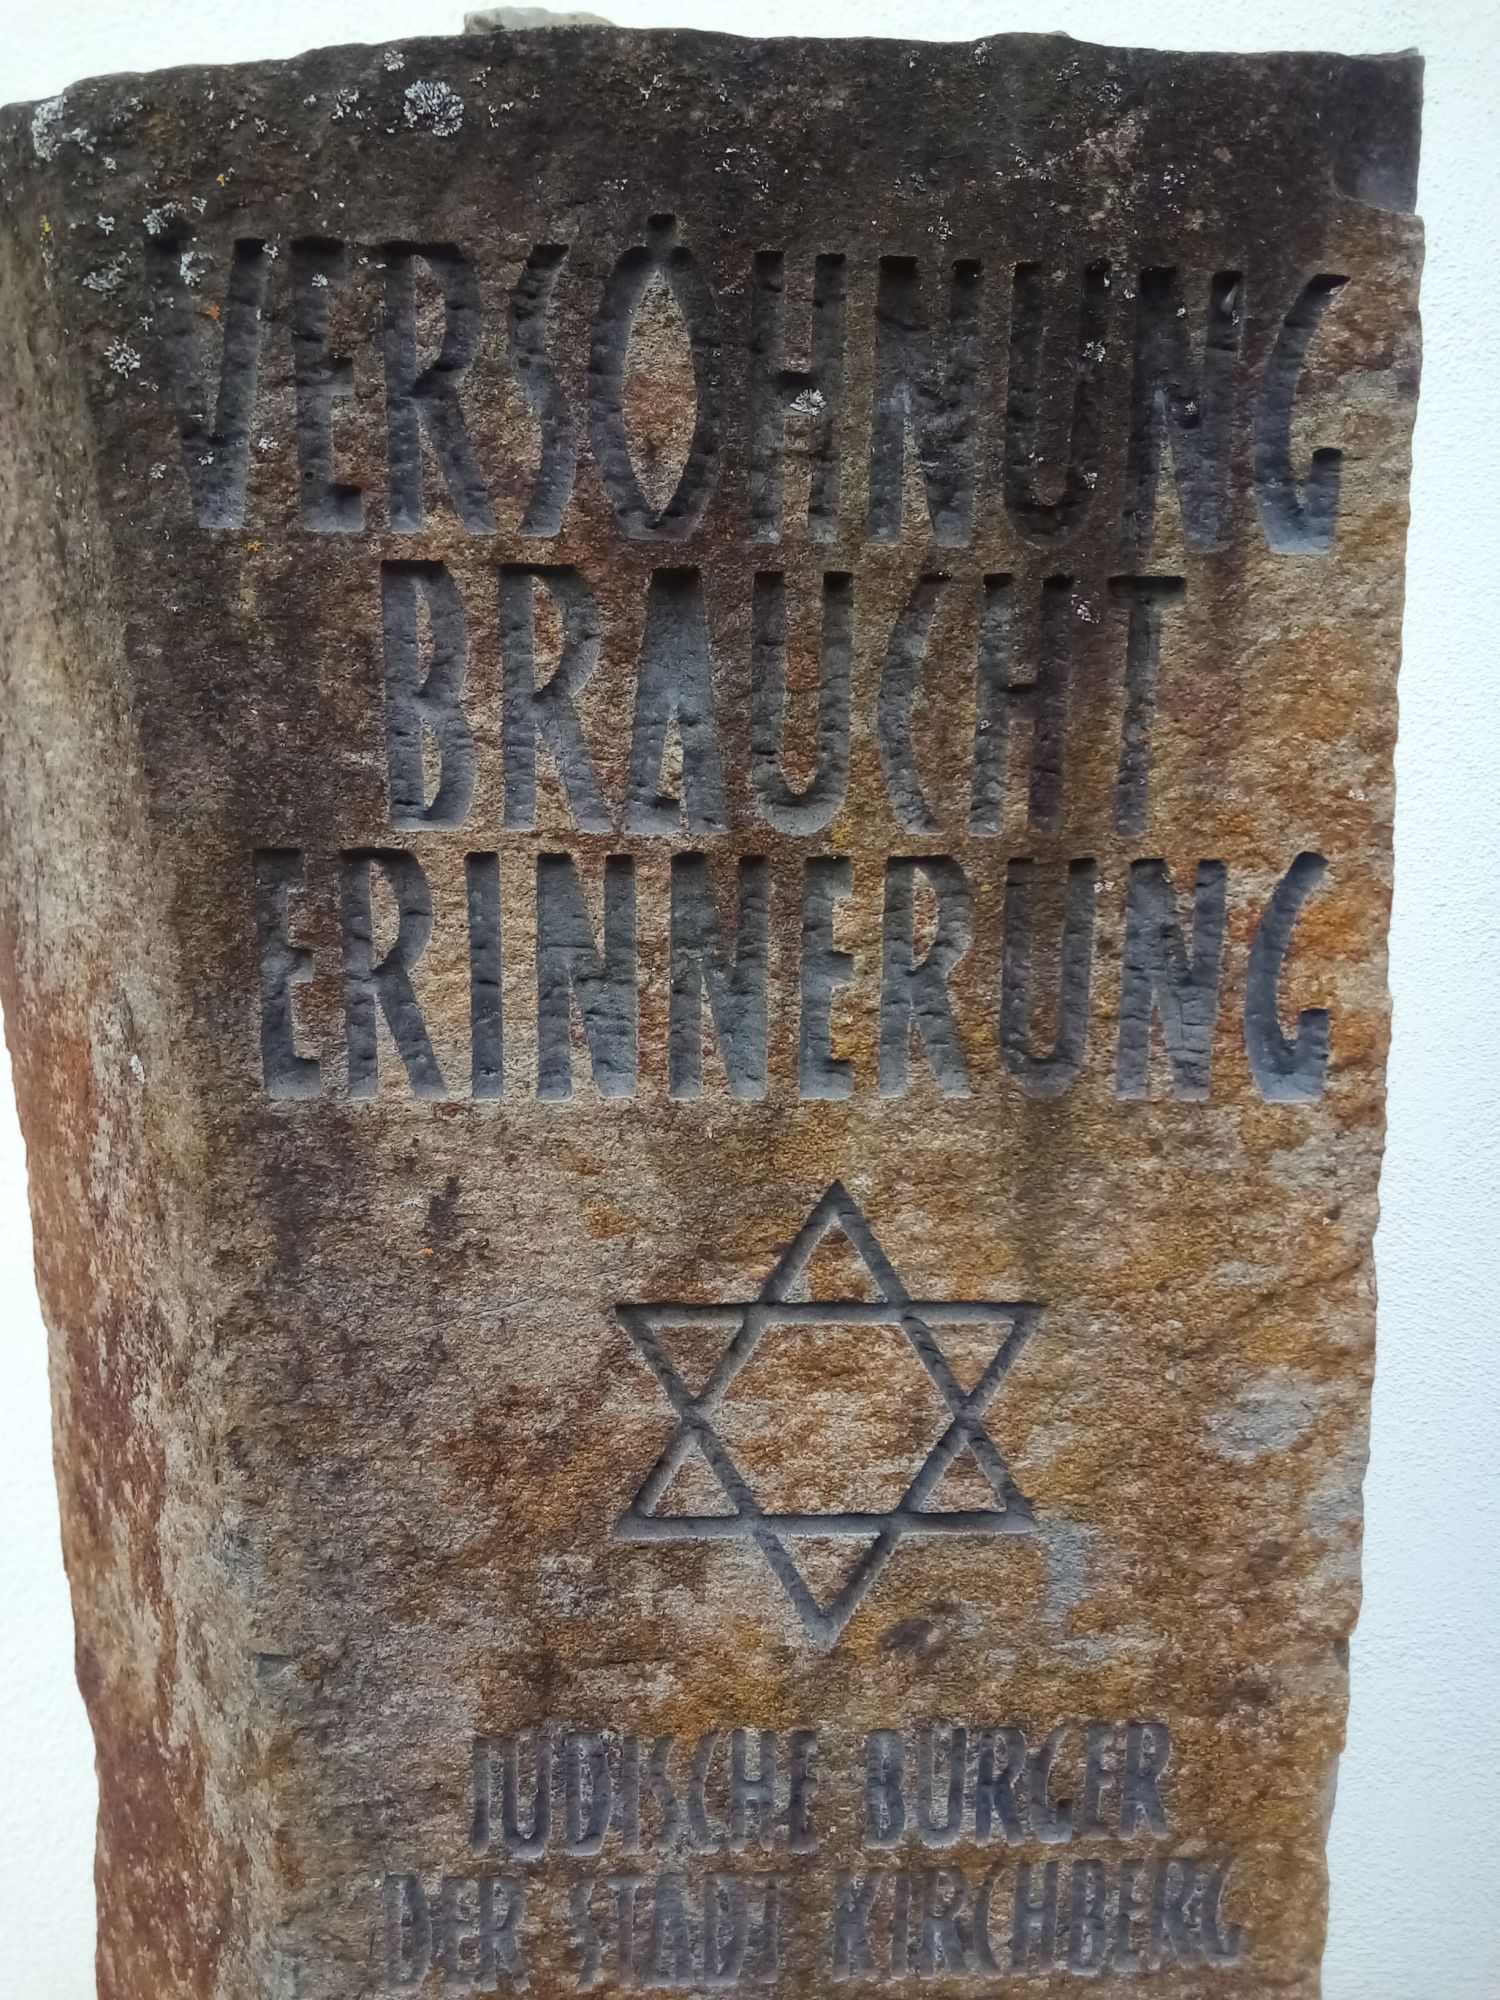 VERSÖHNUNG
BRAUCHT
ERINNERUNG
JÜDISCHE BÜRGER
DER STADT KIRCHBERG